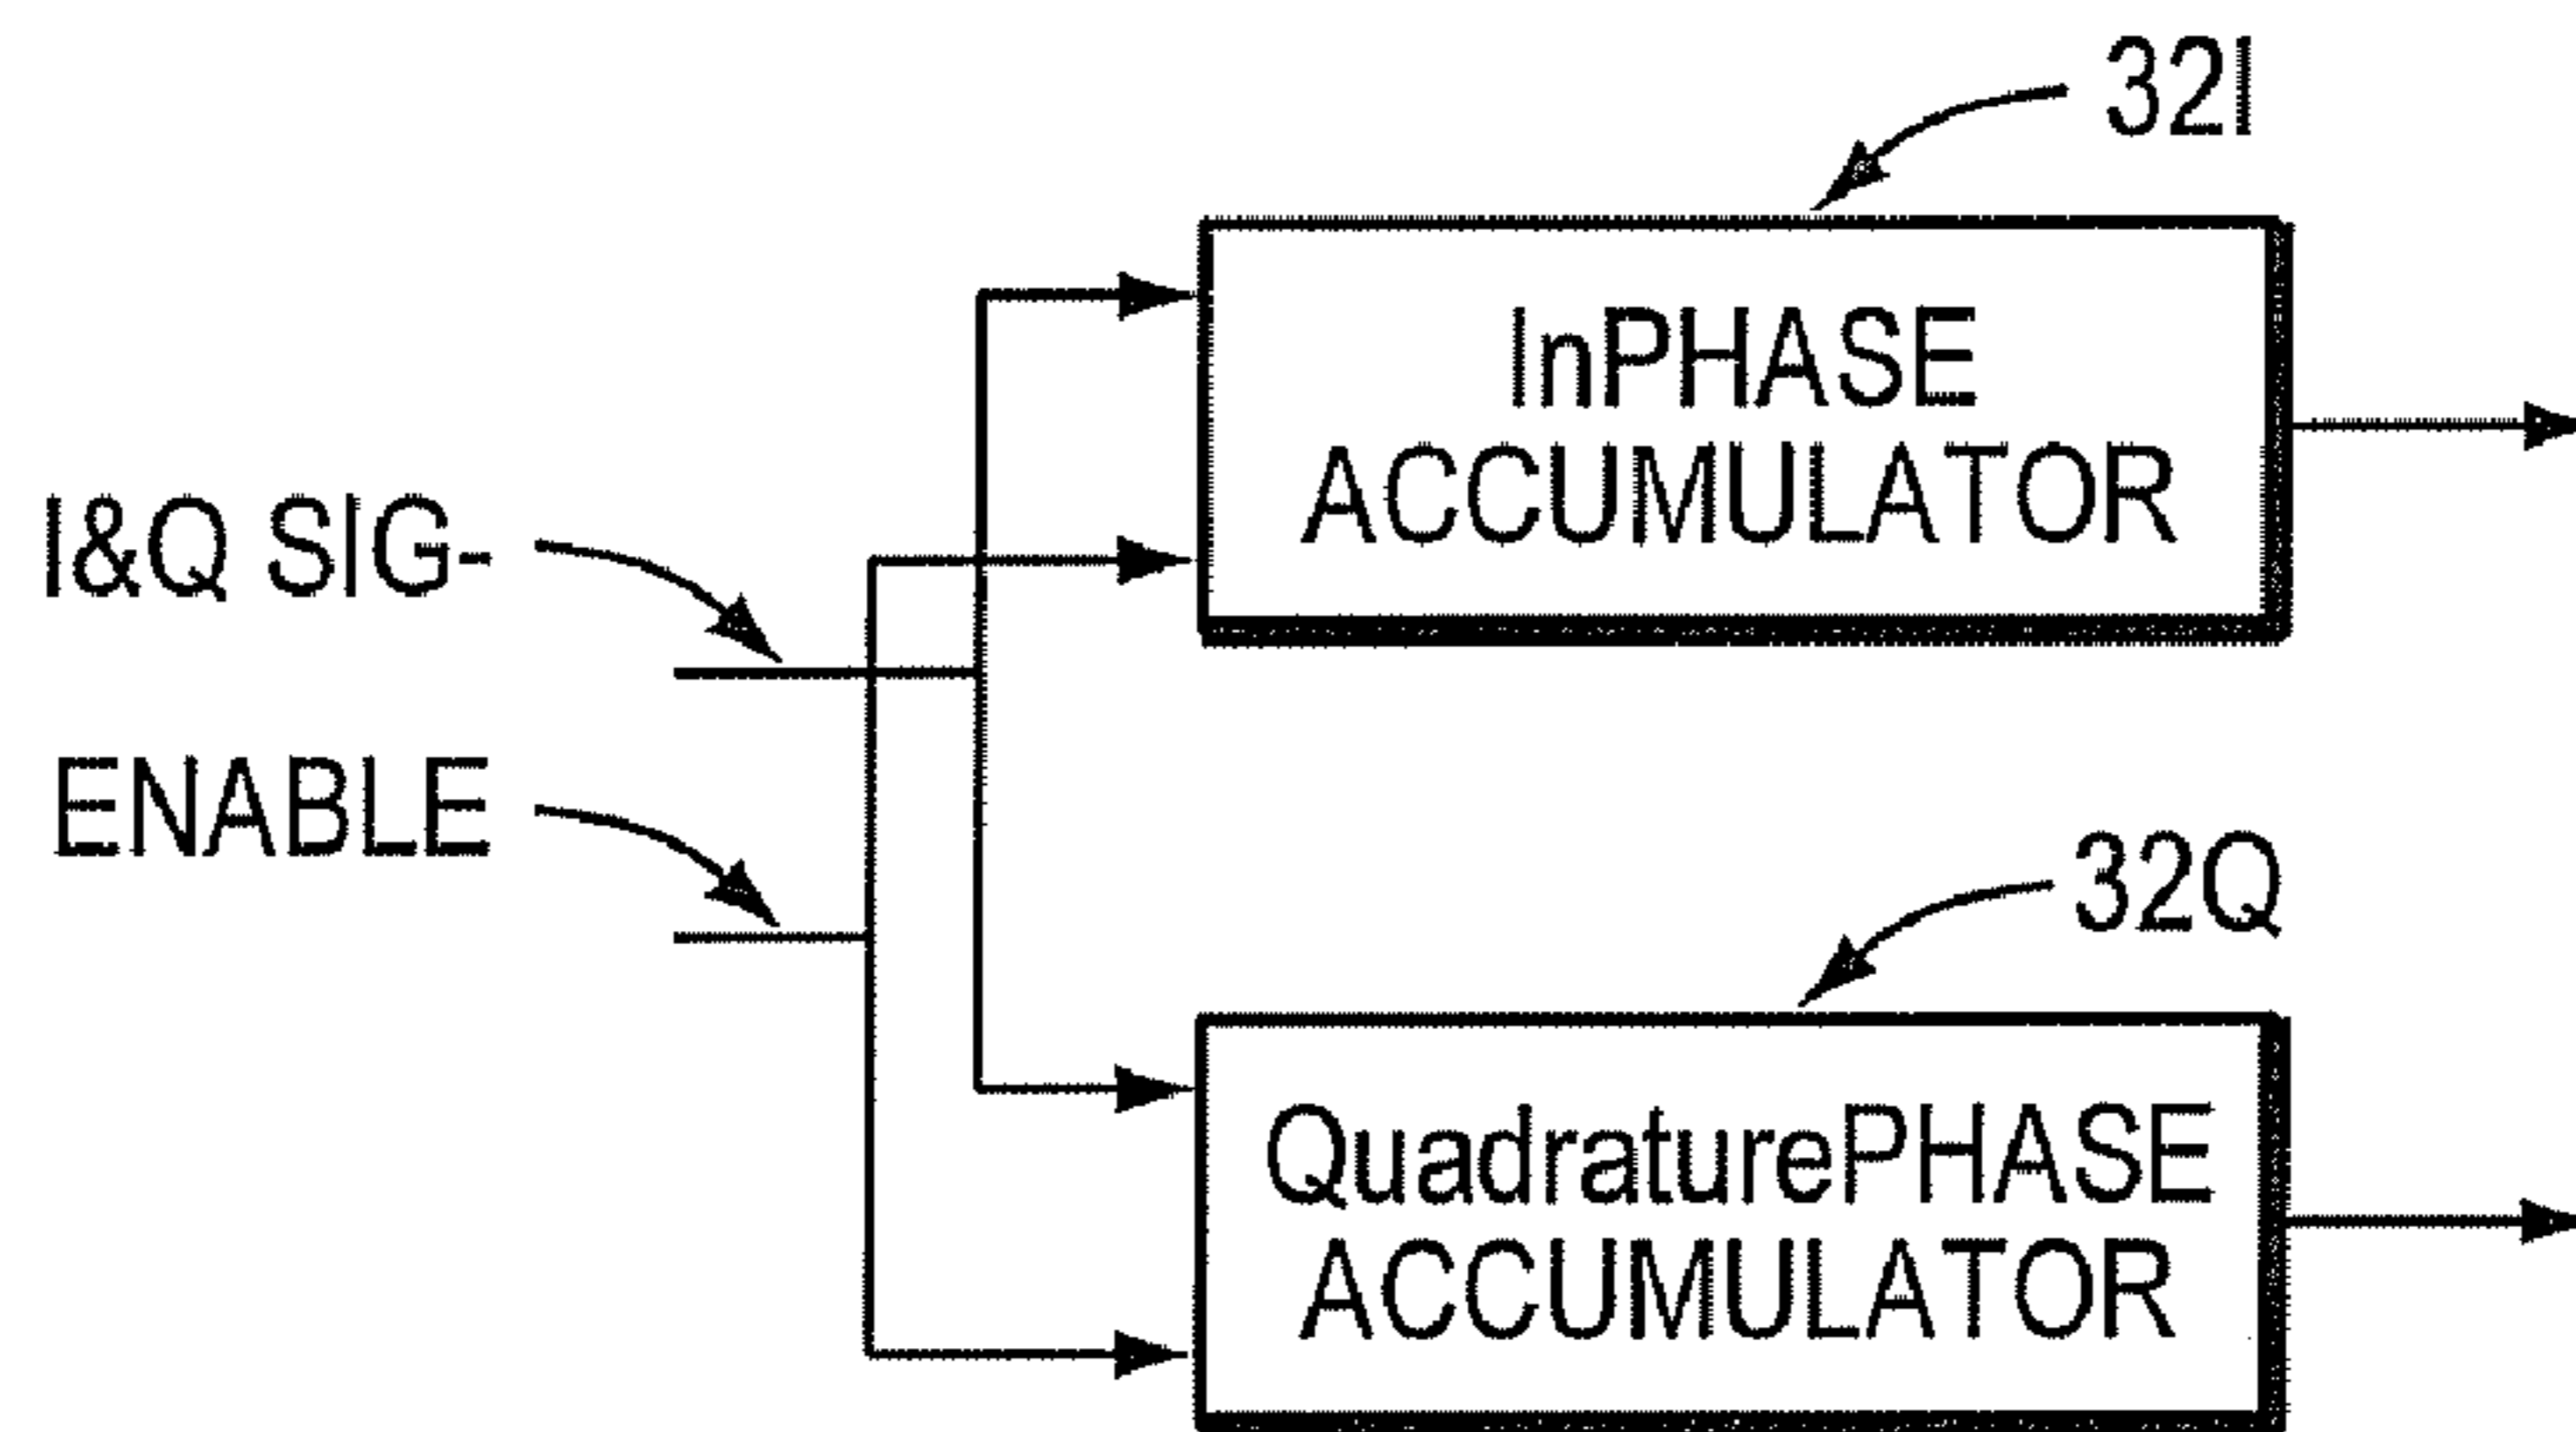 32I
InPHASE
ACCUMULATOR
I&Q SIG-
ENABLE
32Q
QuadraturePHASE
ACCUMULATOR